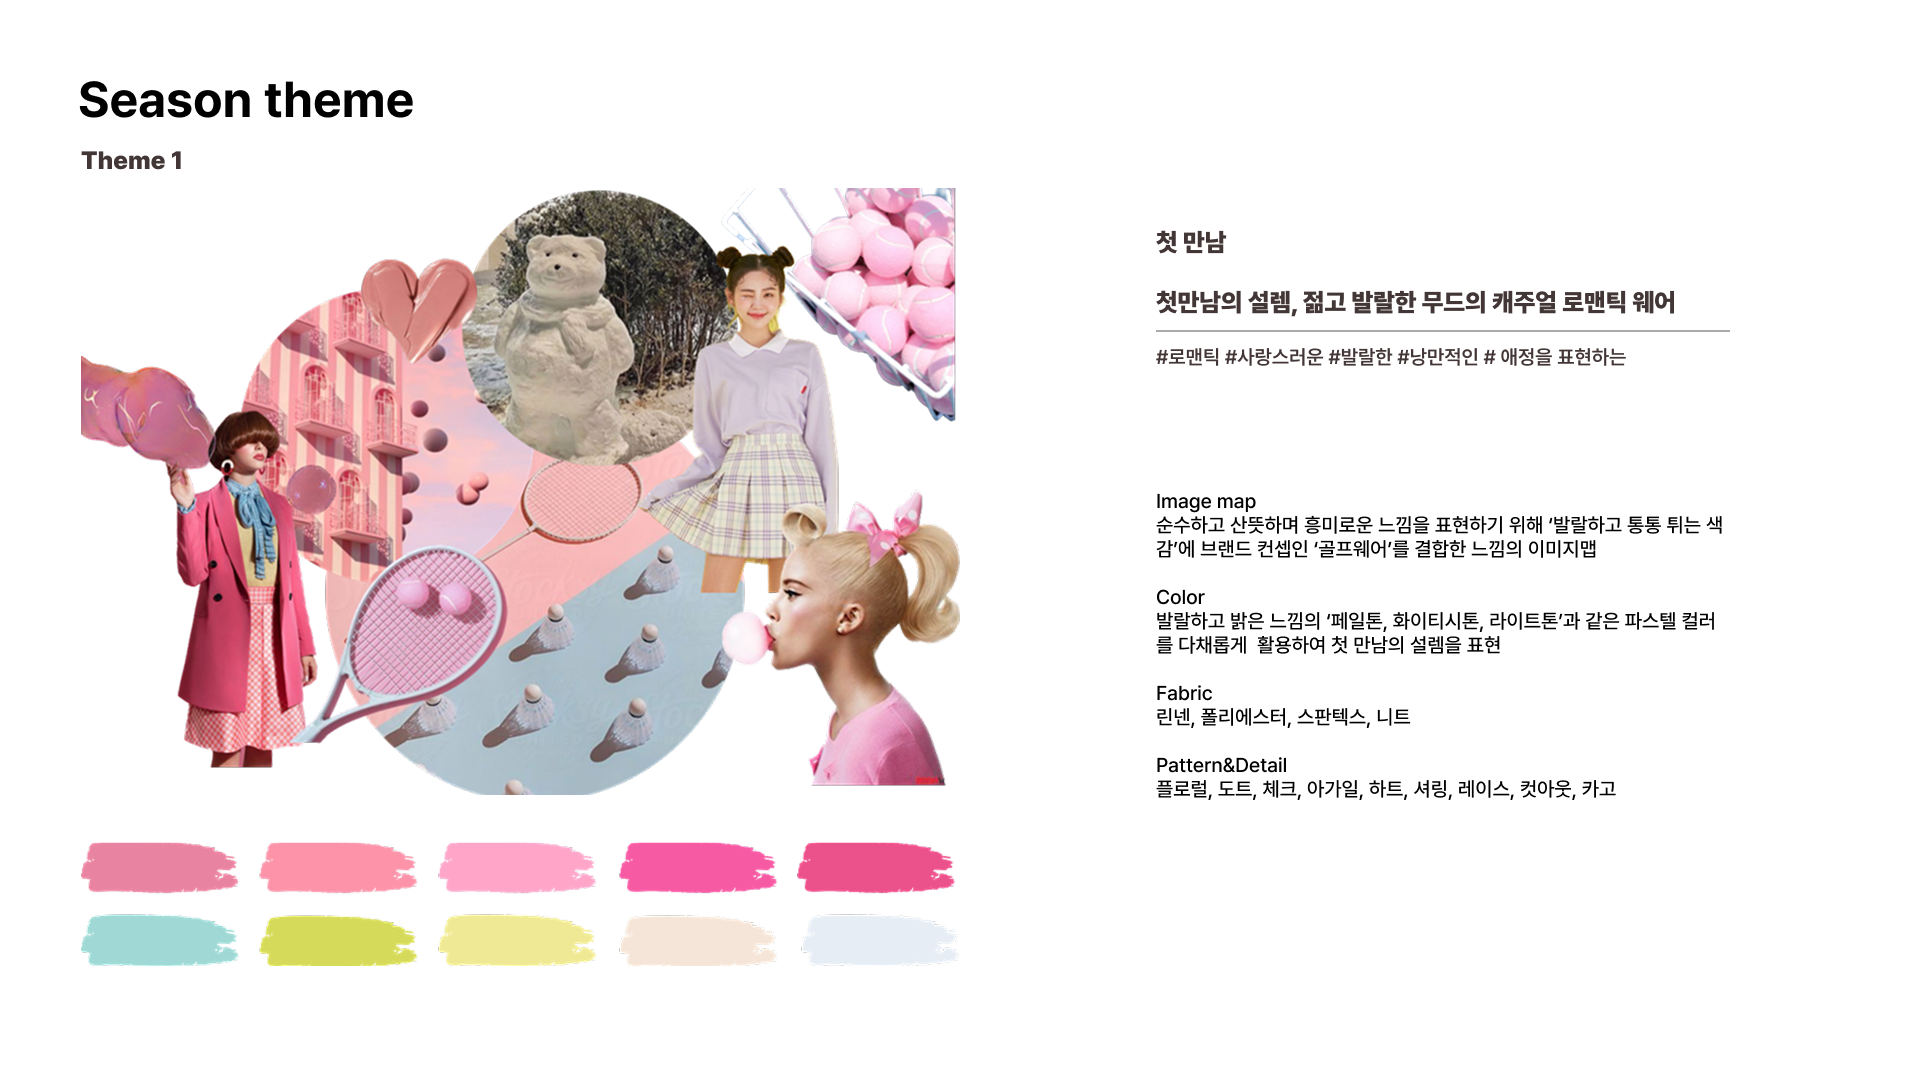 Season theme
Theme 1
첫 만남
첫만남의 설렘, 젊고 발랄한 무드의 캐주얼 로맨틱 웨어
#로맨틱 #사랑스러운 #발랄한 #낭만적인 # 애정을 표현하는
Image map
순수하고 산뜻하며 흥미로운 느낌을 표현하기 위해 ‘발랄하고 통통 튀는 색
감’에 브랜드 컨셉인 ‘골프웨어’를 결합한 느낌의 이미지맵
Color
발랄하고 밝은 느낌의 ‘페일톤, 화이티시톤, 라이트톤’과 같은 파스텔 컬러
를 다채롭게  활용하여 첫 만남의 설렘을 표현
Fabric
린넨, 폴리에스터, 스판텍스, 니트
Pattern&Detail
플로럴, 도트, 체크, 아가일, 하트, 셔링, 레이스, 컷아웃, 카고